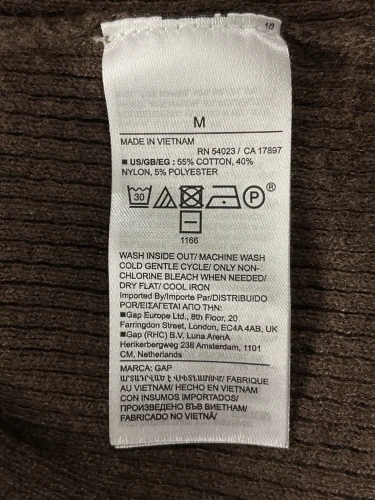 M
MADE IN VIETNAM
RN 54023 / CA 17897
■ US/GB/EG : 55% COTTON, 40%
NYLON, 5% POLYESTER
30
P
®
1166
WASH INSIDE OUT/ MACHINE WASH
COLD GENTLE CYCLE/ ONLY NON-
CHLORINE BLEACH WHEN NEEDED/
DRY FLAT/ COOL IRON
Imported By/Importe Par/DISTRIBUIDO
POR/ΕΙΣΑΓΕΤΑΙ ΑΠΟ ΤΗΝ:
■Gap Europe Ltd., 8th Floor, 20
Farringdon Street, London, EC4A 4AB, UK
■Gap (RHC) B.V. Luna ArenA
Herikerbergweg 238 Amsterdam, 1101
CM, Netherlands
MARCA: GAP
ԱՐՏԱԴՐՎԱԾ Է ՎԻԵՏՆԱՄՈՒՄ/ FABRIQUE
AU VIETNAM/ HECHO EN VIETNAM
CON INSUMOS IMPORTADOS/
ПРОИЗВЕДЕНО ВЪВ ВИЕТНАМ/
FABRICADO NO VIETNÃ/